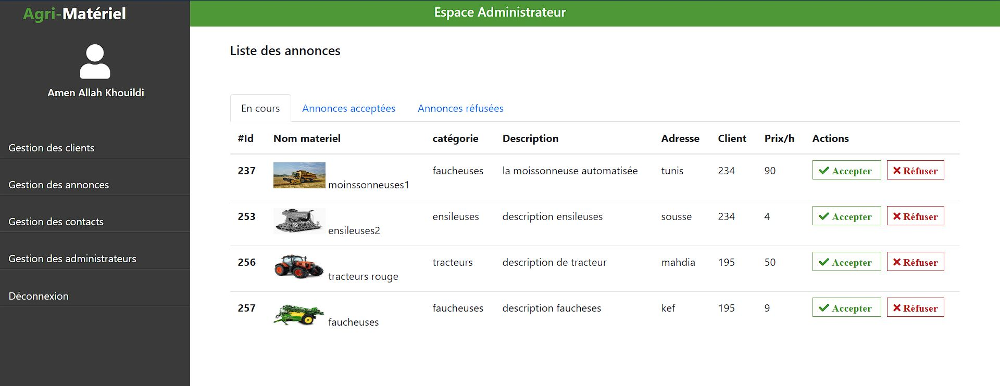 Agri-Matériel
Espace Administrateur
Amen Allah Khouildi
Gestion des clients
Gestion des annonces
Gestion des contacts
Gestion des administrateurs
Déconnexion
Liste des annonces
En cours Annonces acceptées Annonces réfusées
#Id Nom materiel catégorie Description Adresse Client Prix/h Actions
237 moinssonneuses1 faucheuses la moissonneuse automatisée tunis 234 90 Accepter Réfuser
253 ensileuses2 ensileuses description ensileuses sousse 234 4 Accepter Réfuser
256 tracteurs rouge tracteurs description de tracteur mahdia 195 50 Accepter Réfuser
257 faucheuses faucheuses description faucheses kef 195 9 Accepter Réfuser